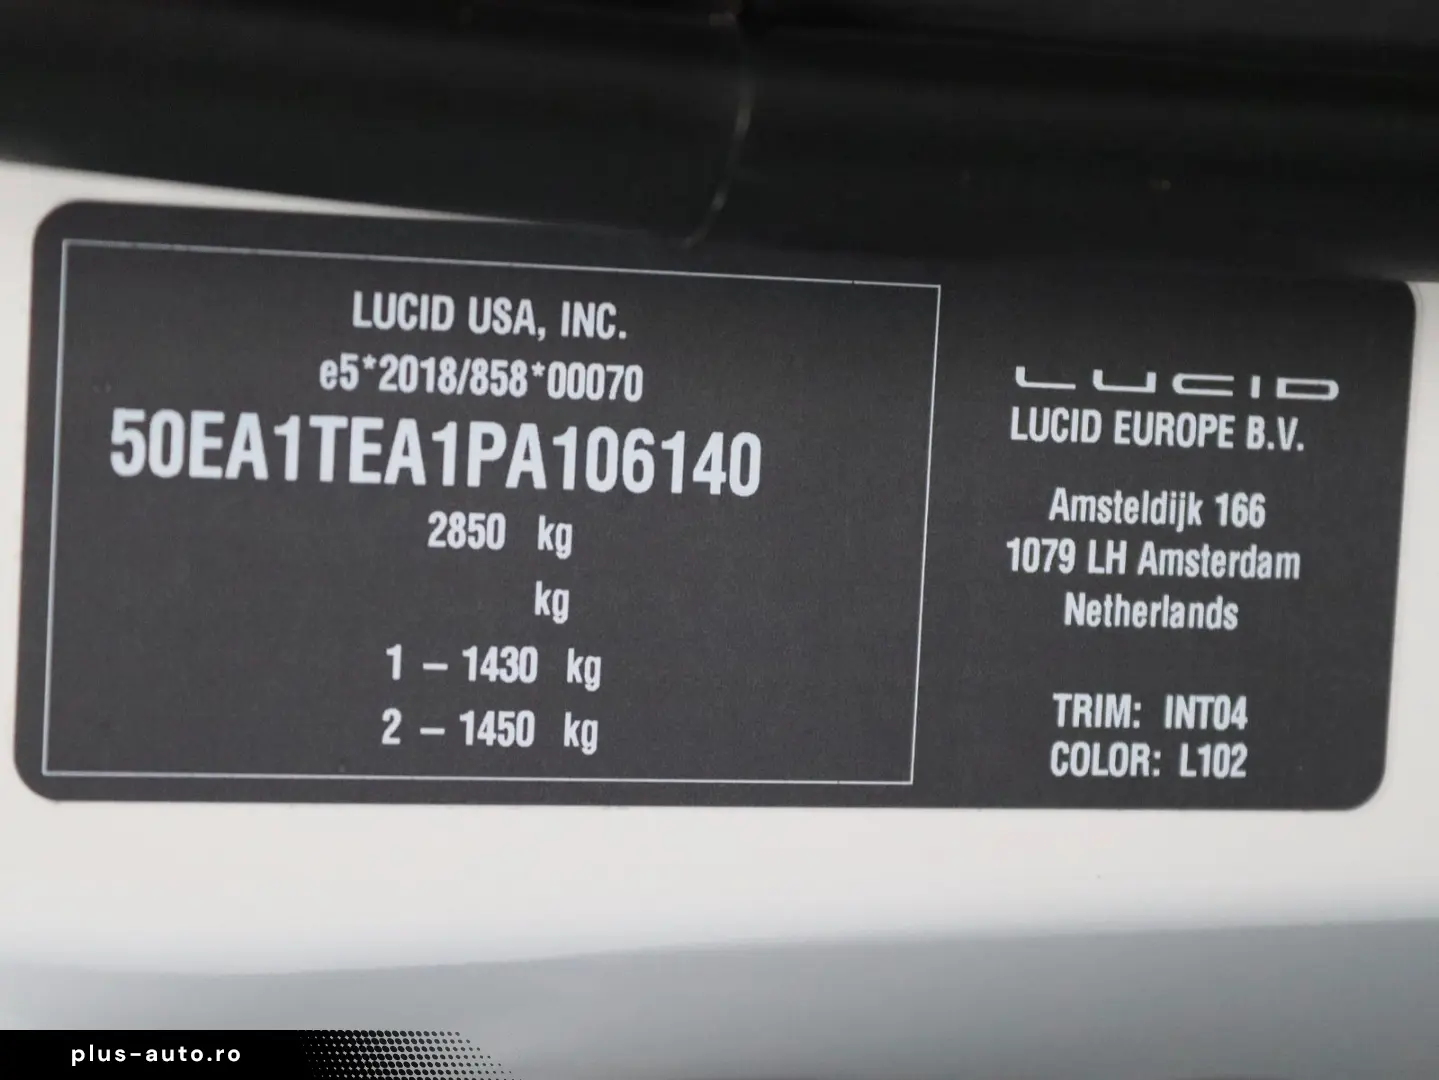 LUCID USA, INC.
e5*2018/858*00070
50EA1TEA1PA106140
2850 kg
kg
1 – 1430 kg
2 – 1450 kg
LUCID
LUCID EUROPE B.V.
Amsteldijk 166
1079 LH Amsterdam
Netherlands
TRIM: INT04
COLOR: L102
plus-auto.ro